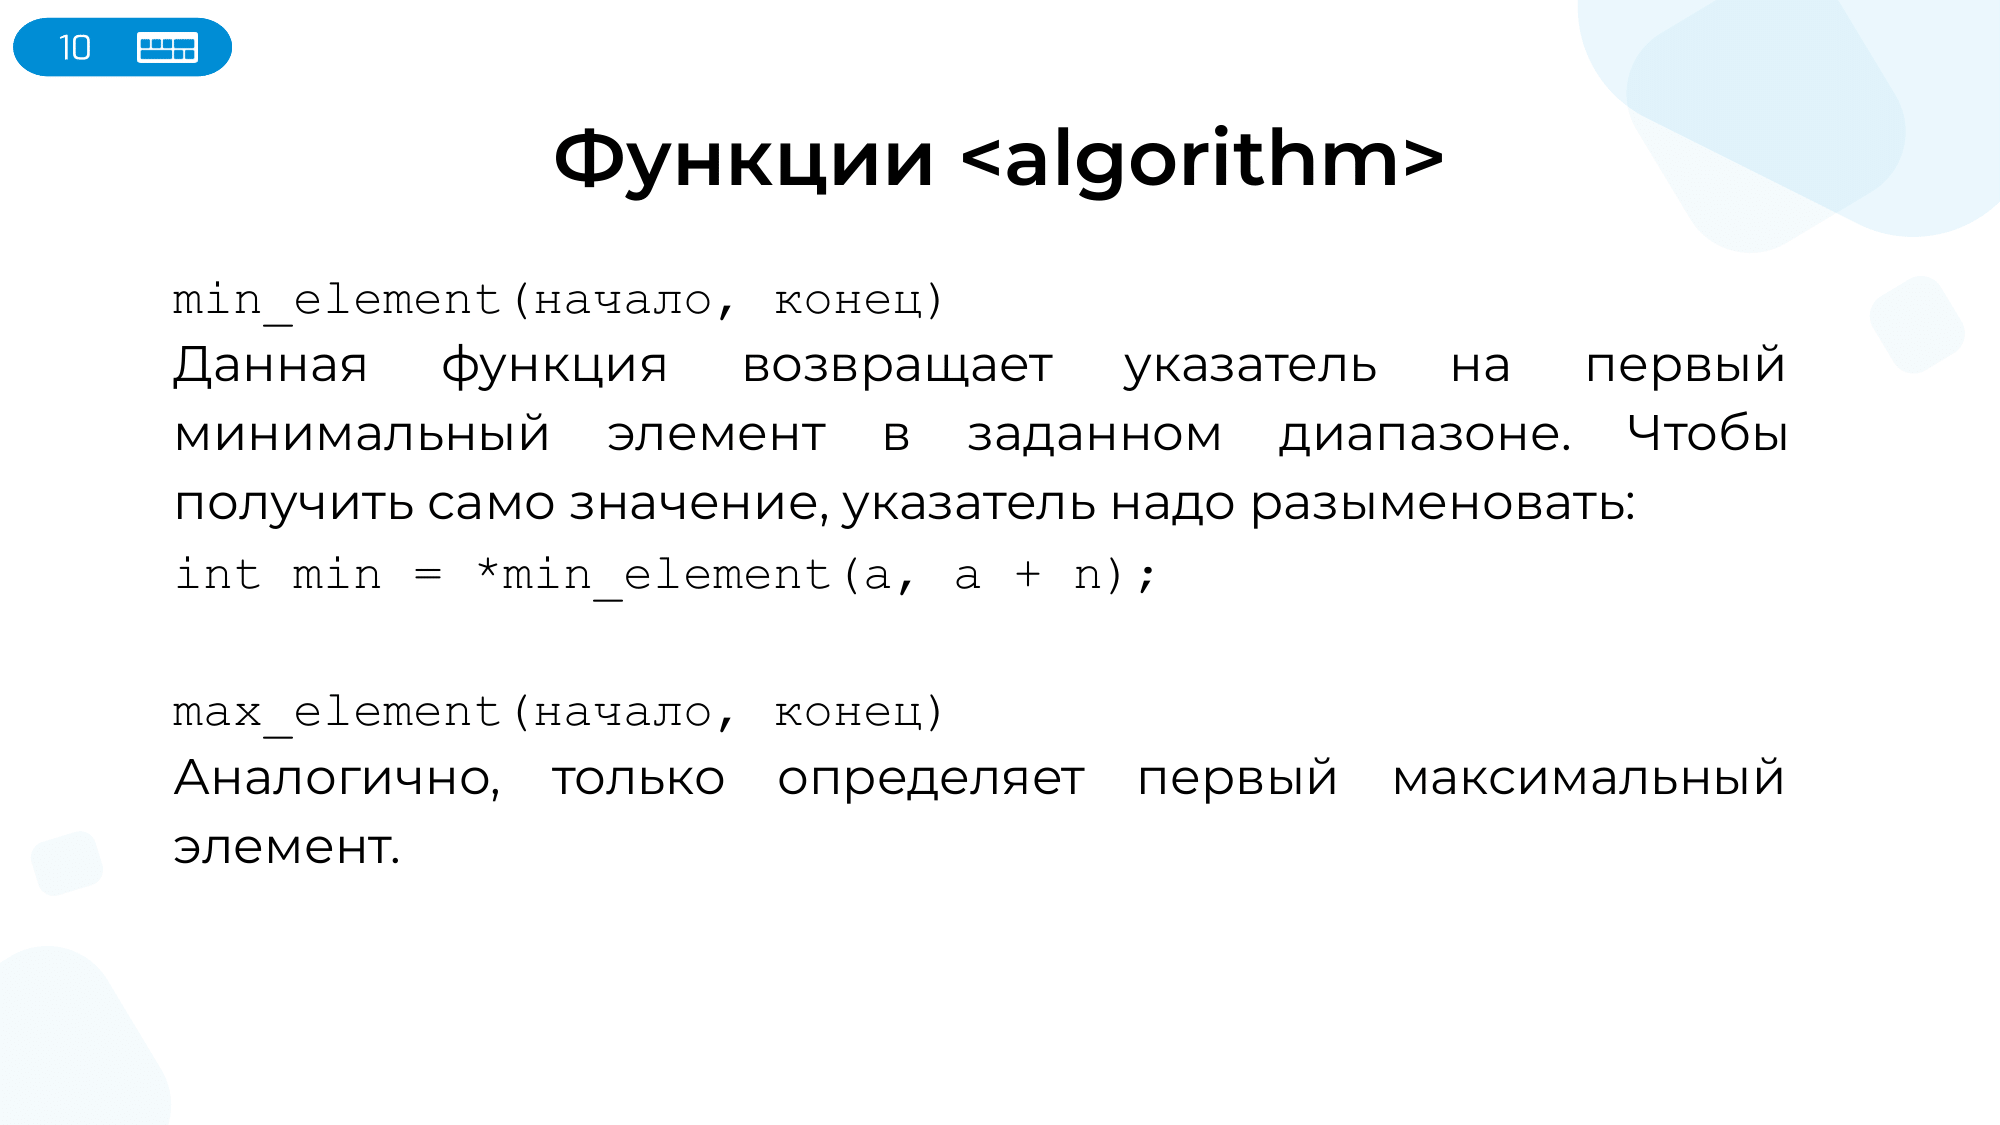 10
Функции <algorithm>
min_element(начало, конец)
Данная функция возвращает указатель на первый
минимальный элемент в заданном диапазоне. Чтобы
получить само значение, указатель надо разыменовать:
int min = *min_element(a, a + n);
max_element(начало, конец)
Аналогично, только определяет первый максимальный
элемент.